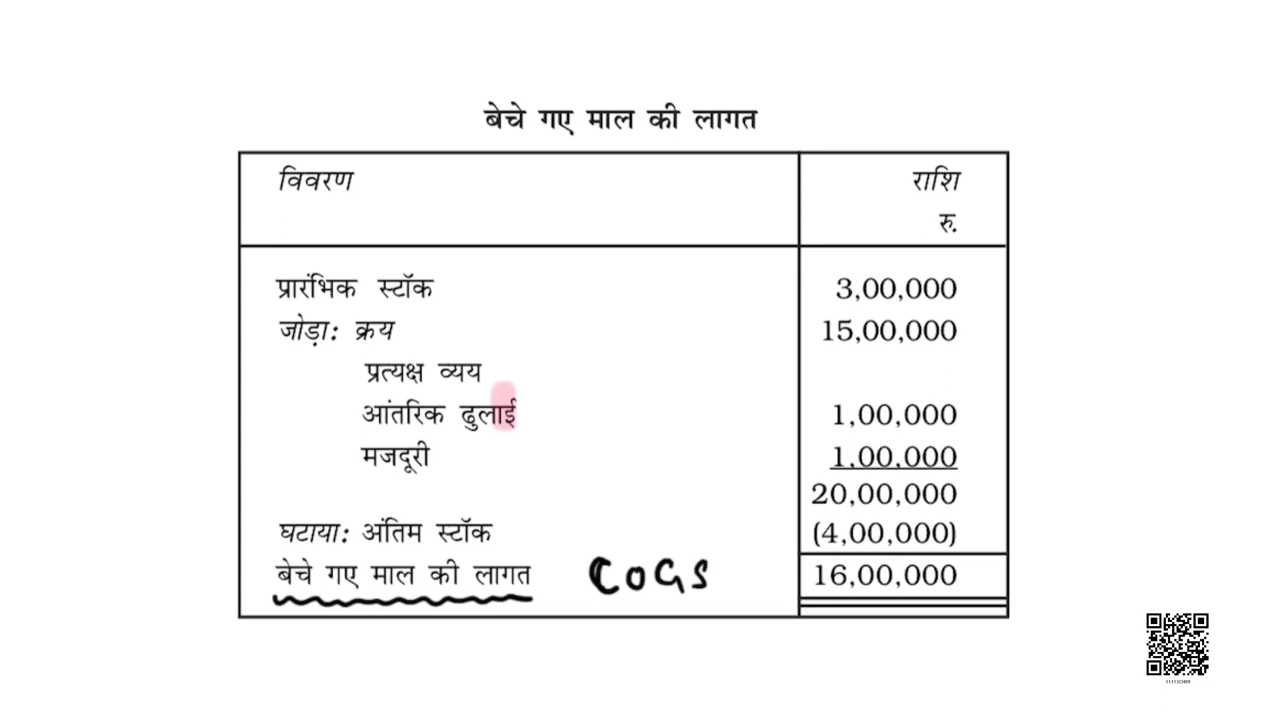 बेचे गए माल की लागत
विवरण राशि
रु.
प्रारंभिक स्टॉक 3,00,000
जोड़ा: क्रय 15,00,000
प्रत्यक्ष व्यय
आंतरिक ढुलाई 1,00,000
मजदूरी 1,00,000
20,00,000
घटाया: अंतिम स्टॉक (4,00,000)
बेचे गए माल की लागत COGS 16,00,000